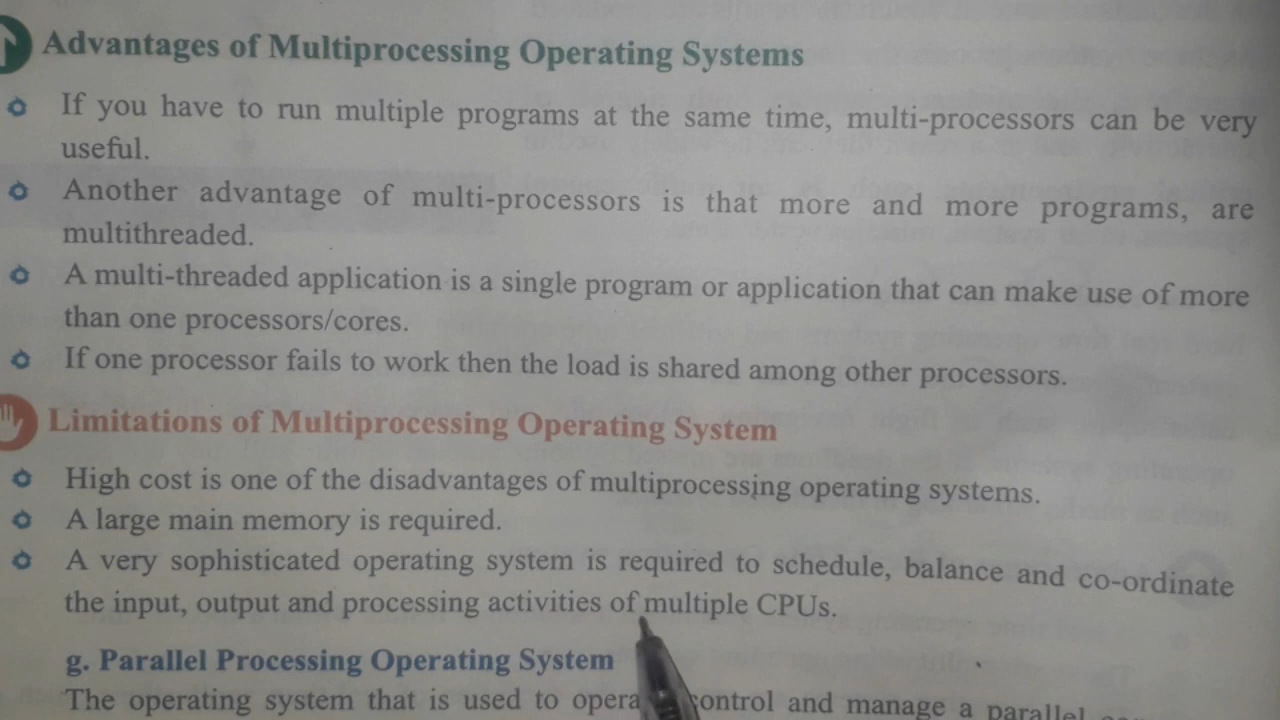 Advantages of Multiprocessing Operating Systems
If you have to run multiple programs at the same time, multi-processors can be very
useful.
Another advantage of multi-processors is that more and more programs, are
multithreaded.
A multi-threaded application is a single program or application that can make use of more
than one processors/cores.
If one processor fails to work then the load is shared among other processors.
Limitations of Multiprocessing Operating System
High cost is one of the disadvantages of multiprocessing operating systems.
A large main memory is required.
A very sophisticated operating system is required to schedule, balance and co-ordinate
the input, output and processing activities of multiple CPUs.
g. Parallel Processing Operating System
The operating system that is used to control and manage a parallel